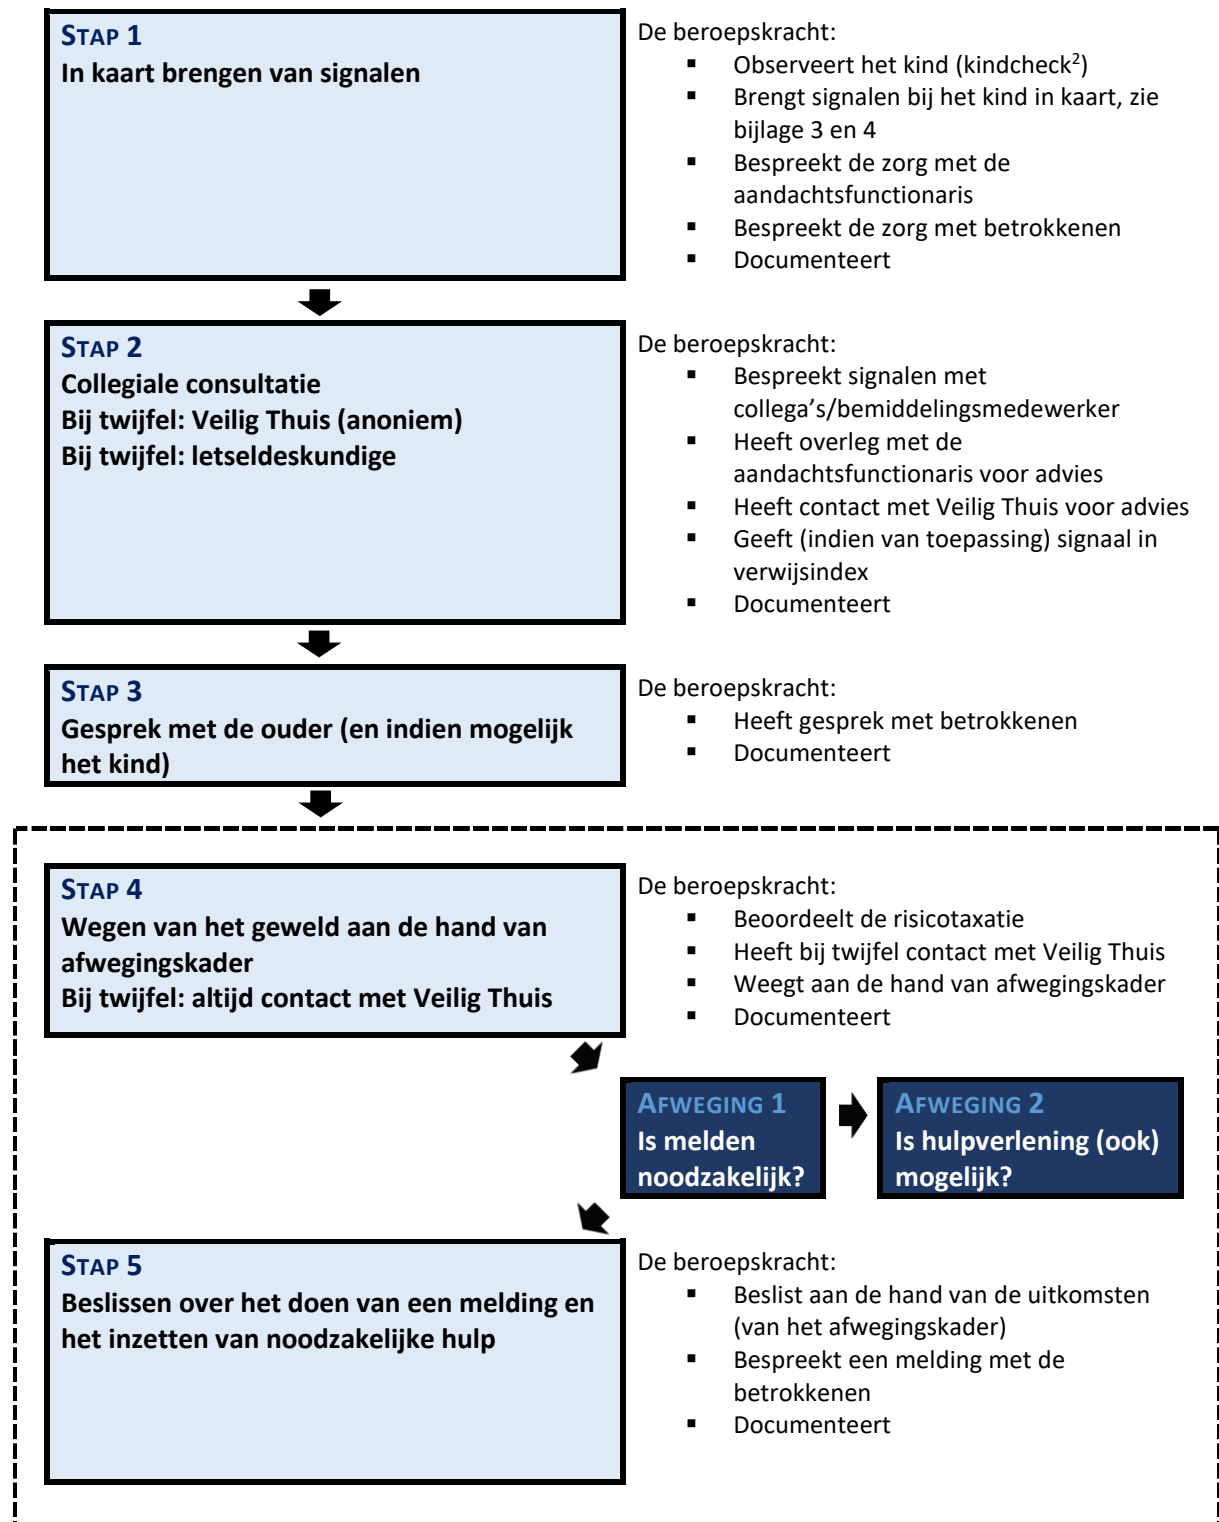 STAP 1
In kaart brengen van signalen
De beroepskracht:
▪ Observeert het kind (kindcheck²)
▪ Brengt signalen bij het kind in kaart, zie
bijlage 3 en 4
▪ Bespreekt de zorg met de
aandachtsfunctionaris
▪ Bespreekt de zorg met betrokkenen
▪ Documenteert
STAP 2
Collegiale consultatie
Bij twijfel: Veilig Thuis (anoniem)
Bij twijfel: letseldeskundige
De beroepskracht:
▪ Bespreekt signalen met
collega’s/bemiddelingsmedewerker
▪ Heeft overleg met de
aandachtsfunctionaris voor advies
▪ Heeft contact met Veilig Thuis voor advies
▪ Geeft (indien van toepassing) signaal in
verwijsindex
▪ Documenteert
STAP 3
Gesprek met de ouder (en indien mogelijk
het kind)
De beroepskracht:
▪ Heeft gesprek met betrokkenen
▪ Documenteert
STAP 4
Wegen van het geweld aan de hand van
afwegingskader
Bij twijfel: altijd contact met Veilig Thuis
De beroepskracht:
▪ Beoordeelt de risicotaxatie
▪ Heeft bij twijfel contact met Veilig Thuis
▪ Weegt aan de hand van afwegingskader
▪ Documenteert
AFWEGING 1
Is melden
noodzakelijk?
AFWEGING 2
Is hulpverlening (ook)
mogelijk?
STAP 5
Beslissen over het doen van een melding en
het inzetten van noodzakelijke hulp
De beroepskracht:
▪ Beslist aan de hand van de uitkomsten
(van het afwegingskader)
▪ Bespreekt een melding met de
betrokkenen
▪ Documenteert